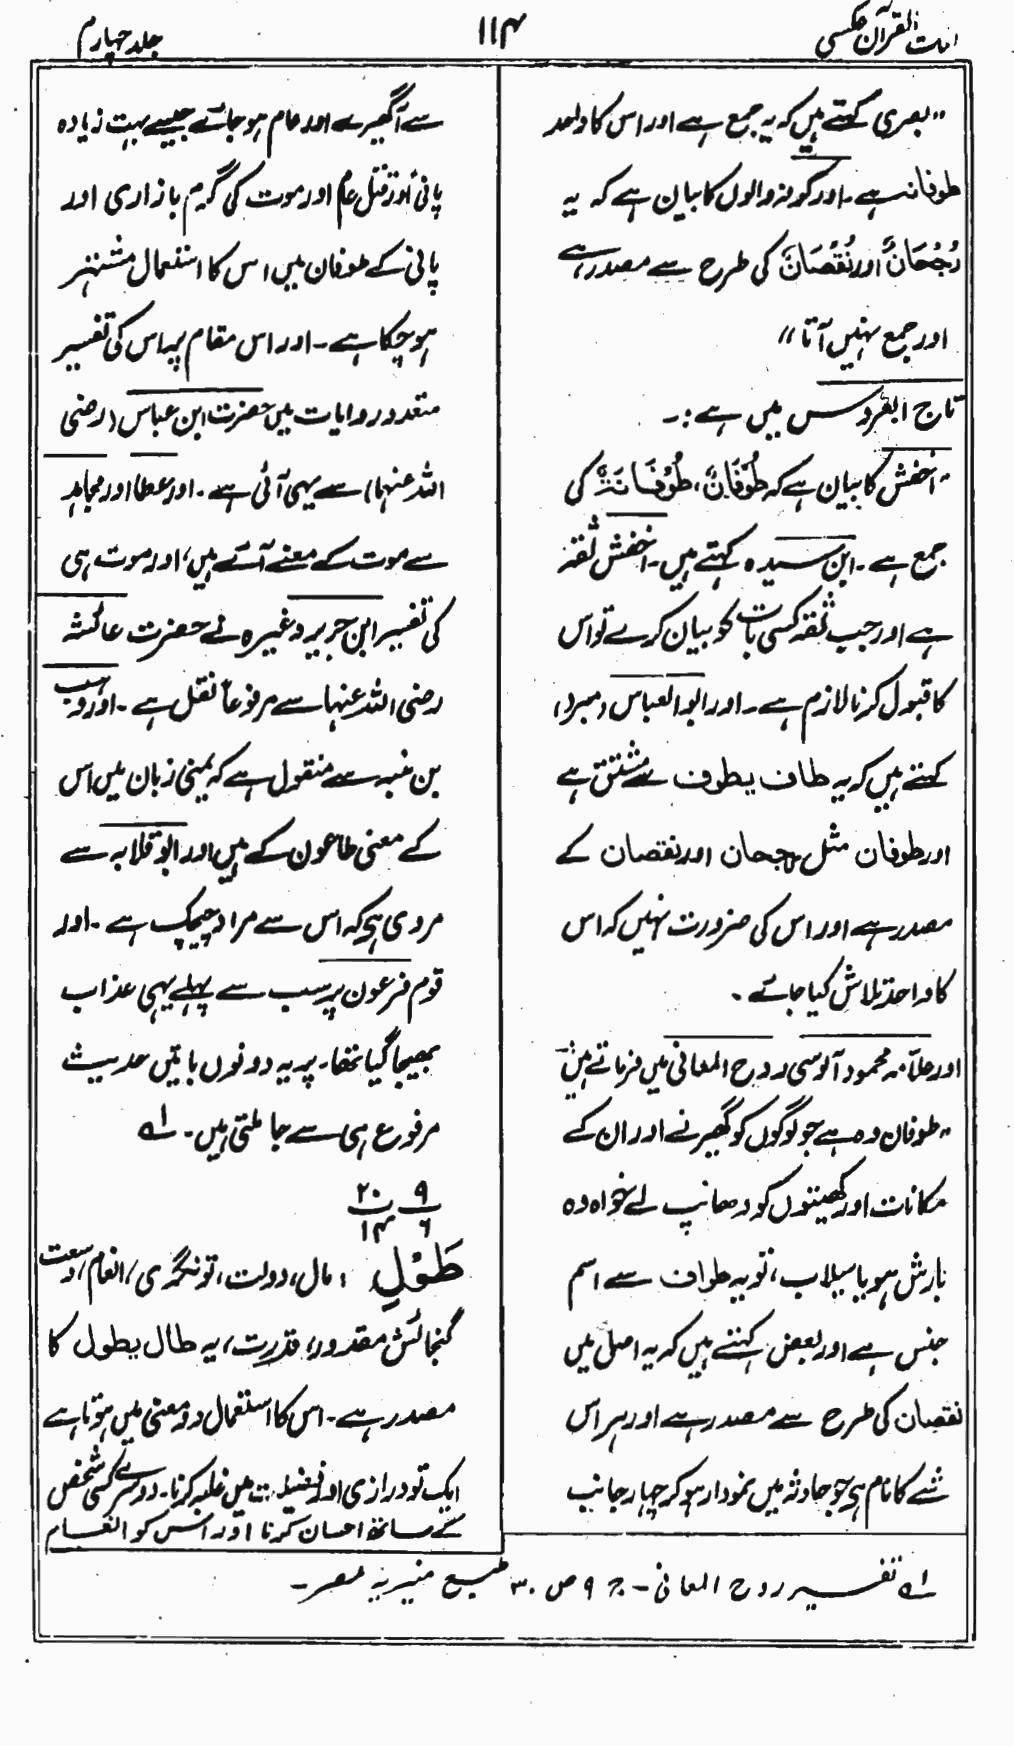 لغات القرآن عکسی
۱۱۴
جلد چہارم
"بصری کہتے ہیں کہ یہ جمع ہے اور اس کا واحد
طوفانہ ہے۔ اور کوفہ والوں کا بیان ہے کہ یہ
رُجْحَانٌ اور نُقْصَانٌ کی طرح سے مصدر ہے
اور جمع نہیں آتا"
تاج العروس میں ہے:۔
"اخفش کا بیان ہے کہ طُوْفَانٌ، طُوْفَانَۃٌ کی
جمع ہے۔ ابن سیدہ کہتے ہیں۔ اخفش ثقہ
ہے اور جب ثقہ کسی بات کو بیان کرے تو اس
کا قبول کرنا لازم ہے۔ اور ابو العباس (مبرد)
کہتے ہیں کہ یہ طاف یطوف سے مشتق ہے
اور طوفان مثل رجحان اور نقصان کے
مصدر ہے اور اس کی ضرورت نہیں کہ اس
کا واحد تلاش کیا جائے۔
اور علامہ محمود آلوسی روح المعانی میں فرماتے ہیں
"طوفان وہ ہے جو لوگوں کو گھیرنے اور ان کے
مکانات اور کھیتوں کو ڈھانپ لے خواہ وہ
بارش ہو یا سیلاب، تو یہ طواف سے اسم
جنس ہے اور بعض کہتے ہیں کہ یہ اصل میں
نقصان کی طرح سے مصدر ہے اور ہر اس
شے کا نام ہے جو حادثہ میں نمودار ہو کر چہار جانب
سے آگھیرے اور عام ہو جائے جیسے بہت زیادہ
پانی اور قتل عام اور موت کی گرم بازاری اور
پانی کے طوفان میں اس کا استعمال مشتہر
ہو چکا ہے۔ اور اس مقام پر اس کی تفسیر
متعدد روایات میں حضرت ابن عباس (رضی
اللہ عنہما) سے یہی آئی ہے۔ اور عطا اور مجاہد
سے موت کے معنے آئے ہیں، اور موت ہی
کی تفسیر ابن جریر وغیرہ نے حضرت عائشہ
رضی اللہ عنہا سے مرفوعاً نقل ہے۔ اور وہب
بن منبہ سے منقول ہے کہ یمنی زبان میں اس
کے معنی طاعون کے ہیں اور ابو قلابہ سے
مروی ہے کہ اس سے مراد چیچک ہے۔ اور
قوم فرعون پر سب سے پہلے یہی عذاب
بھیجا گیا تھا۔ پر یہ دونوں باتیں حدیث
مرفوع ہی سے جا ملتی ہیں۔ لہ
۹ ۲۰
۶ ۱۴
طَوْلِ: مال، دولت، تونگری، انعام، وسعت
گنجائش مقدور، قدرت، یہ طال یطول کا
مصدر ہے۔ اس کا استعمال دو معنی میں ہوتا ہے
ایک تو درازی اور فضیلت میں غلبہ کرنا۔ دوسرے کسی شخص
کے ساتھ احسان کرنا اور اس کو انعام
لہ تفسیر روح المعانی۔ ج ۹ ص ۳۰ طبع منیریہ مصر۔